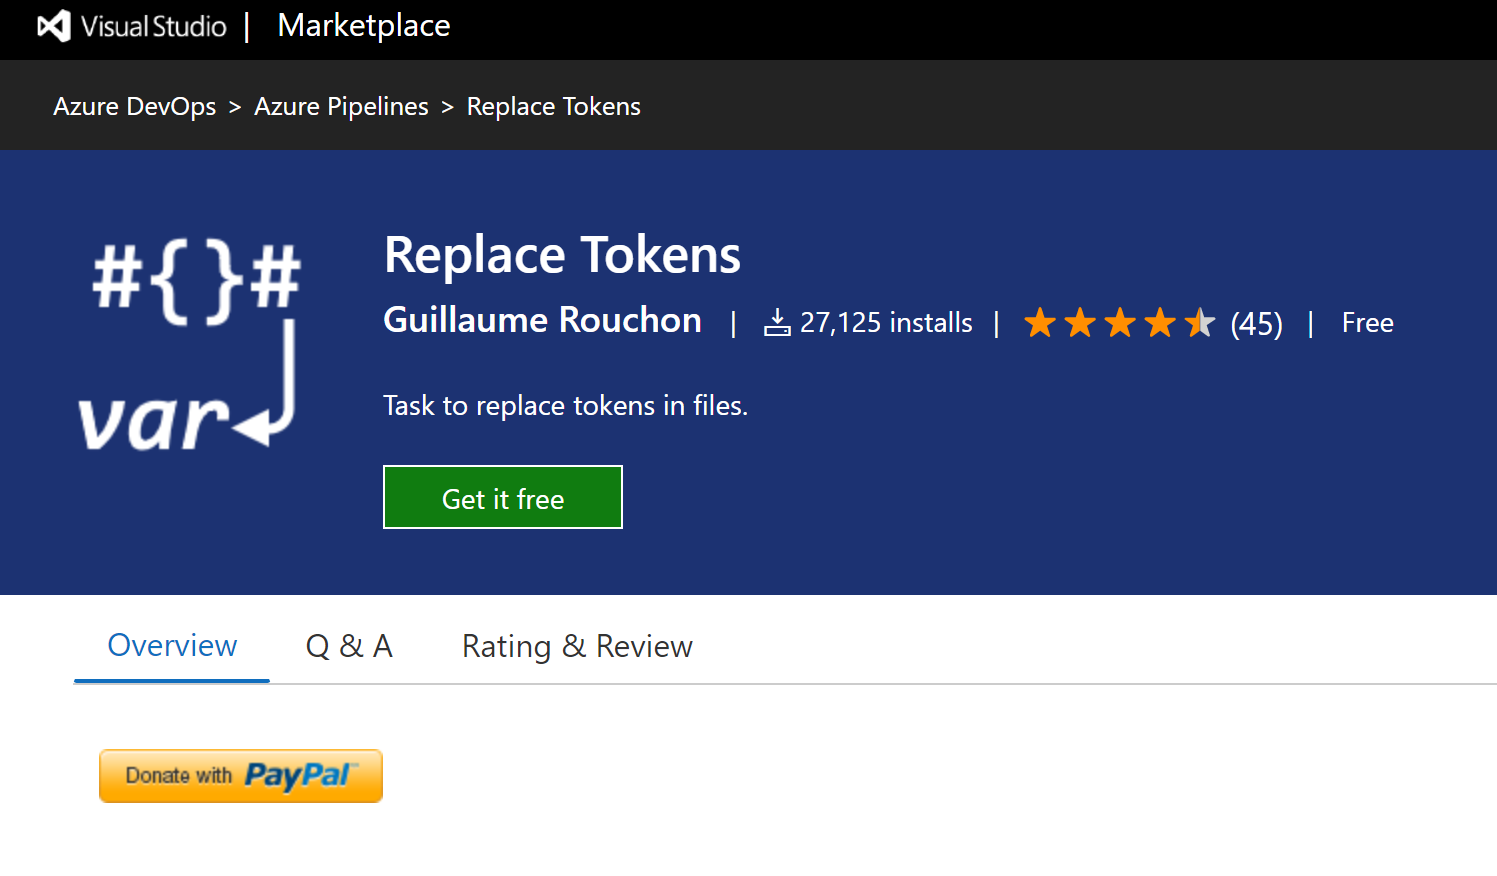 Visual Studio | Marketplace
Azure DevOps > Azure Pipelines > Replace Tokens
#{}#
var
Replace Tokens
Guillaume Rouchon | 27,125 installs | (45) | Free
Task to replace tokens in files.
Get it free
Overview Q & A Rating & Review
Donate with PayPal™